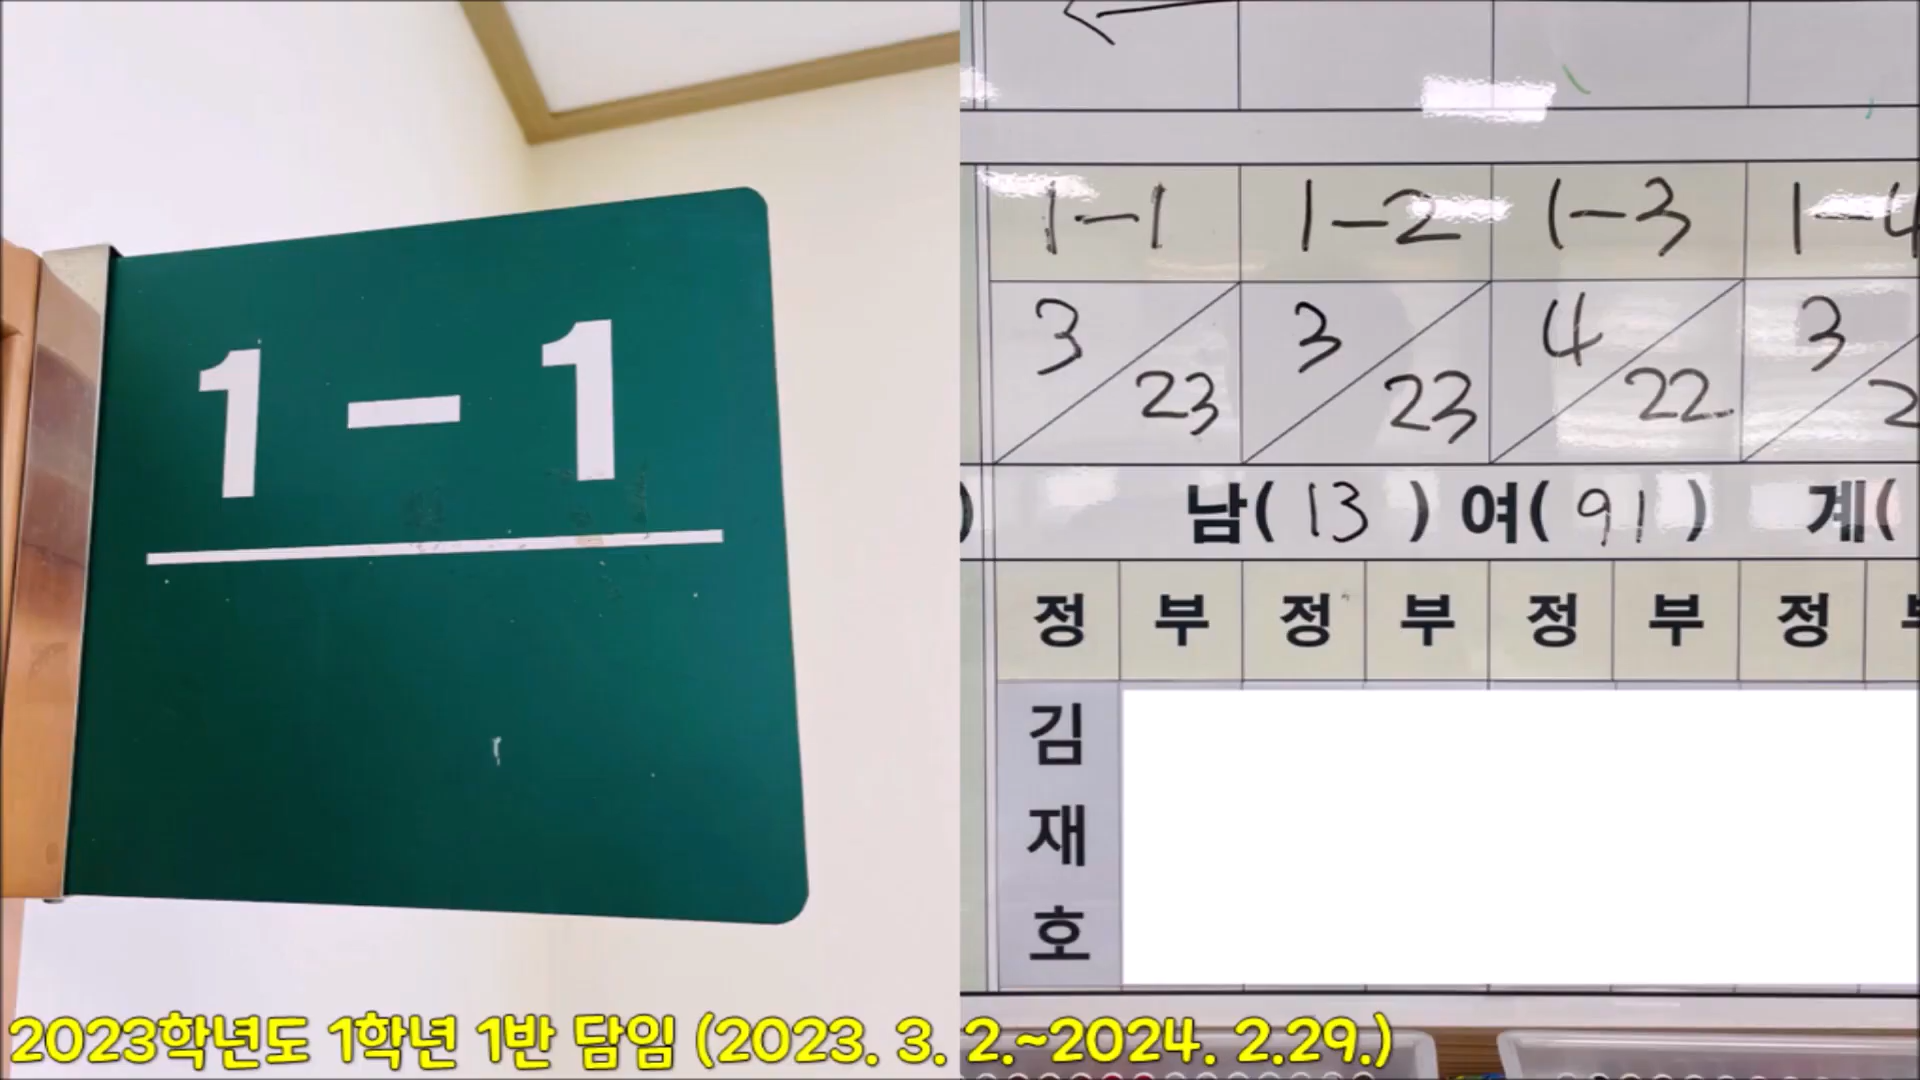 1-1
1-1 1-2 1-3 1-4
3 3 4 3
23 23 22
남( 13 ) 여( 91 ) 계(
정 부 정 부 정 부 정
김
재
호
2023학년도 1학년 1반 담임 (2023. 3. 2.~2024. 2.29.)